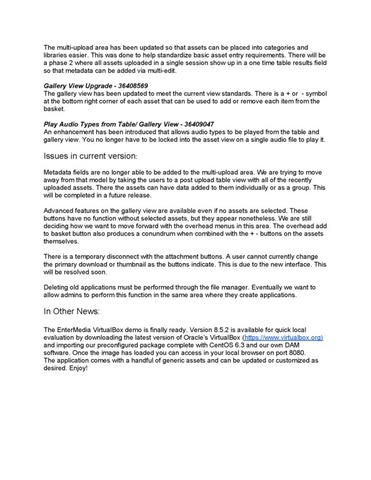 The multi-upload area has been updated so that assets can be placed into categories and
libraries easier. This was done to help standardize basic asset entry requirements. There will be
a phase 2 where all assets uploaded in a single session show up in a one time table results field
so that metadata can be added via multi-edit.
Gallery View Upgrade - 36408569
The gallery view has been updated to meet the current view standards. There is a + or - symbol
at the bottom right corner of each asset that can be used to add or remove each item from the
basket.
Play Audio Types from Table/ Gallery View - 36409047
An enhancement has been introduced that allows audio types to be played from the table and
gallery view. You no longer have to be locked into the asset view on a single audio file to play it.
Issues in current version:
Metadata fields are no longer able to be added to the multi-upload area. We are trying to move
away from that model by taking the users to a post upload table view with all of the recently
uploaded assets. There the assets can have data added to them individually or as a group. This
will be completed in a future release.
Advanced features on the gallery view are available even if no assets are selected. These
buttons have no function without selected assets, but they appear nonetheless. We are still
deciding how we want to move forward with the overhead menus in this area. The overhead add
to basket button also produces a conundrum when combined with the + - buttons on the assets
themselves.
There is a temporary disconnect with the attachment buttons. A user cannot currently change
the primary download or thumbnail as the buttons indicate. This is due to the new interface. This
will be resolved soon.
Deleting old applications must be performed through the file manager. Eventually we want to
allow admins to perform this function in the same area where they create applications.
In Other News:
The EnterMedia VirtualBox demo is finally ready. Version 8.5.2 is available for quick local
evaluation by downloading the latest version of Oracle's VirtualBox (https://www.virtualbox.org)
and importing our preconfigured package complete with CentOS 6.3 and our own DAM
software. Once the image has loaded you can access in your local browser on port 8080.
The application comes with a handful of generic assets and can be updated or customized as
desired. Enjoy!